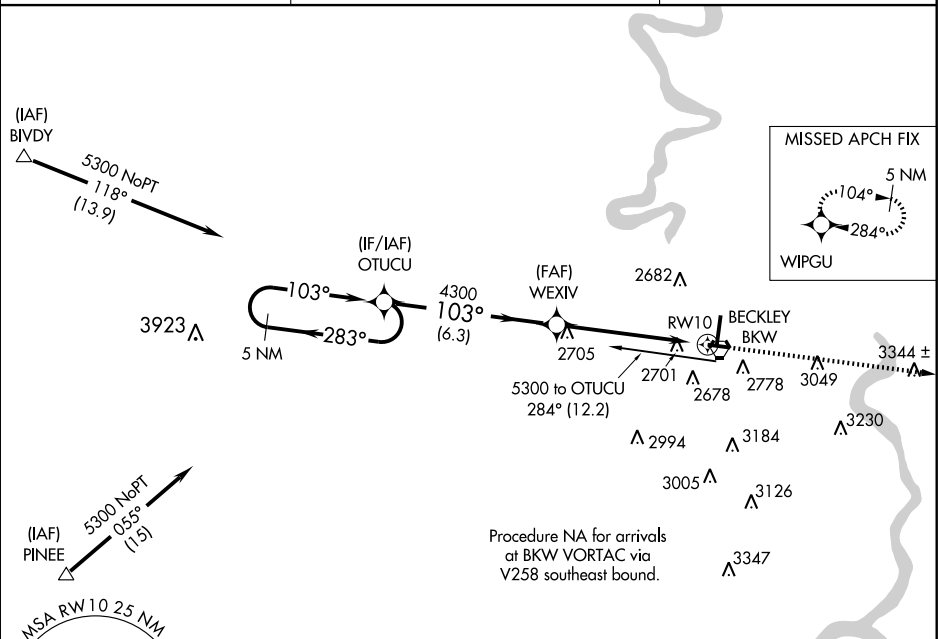 (IAF)
BIVDY
5300 NoPT
118°
(13.9)
MISSED APCH FIX
5 NM
104°
284°
WIPGU
(IF/IAF)
OTUCU
103°
283°
5 NM
3923
4300
103°
(6.3)
(FAF)
WEXIV
2705
2682
RW10
BECKLEY
BKW
2701
5300 to OTUCU
284° (12.2)
2678
2778
3049
3344 ±
3230
2994
3184
3005
3126
3347
Procedure NA for arrivals
at BKW VORTAC via
V258 southeast bound.
5300 NoPT
055°
(15)
(IAF)
PINEE
MSA RW10 25 NM